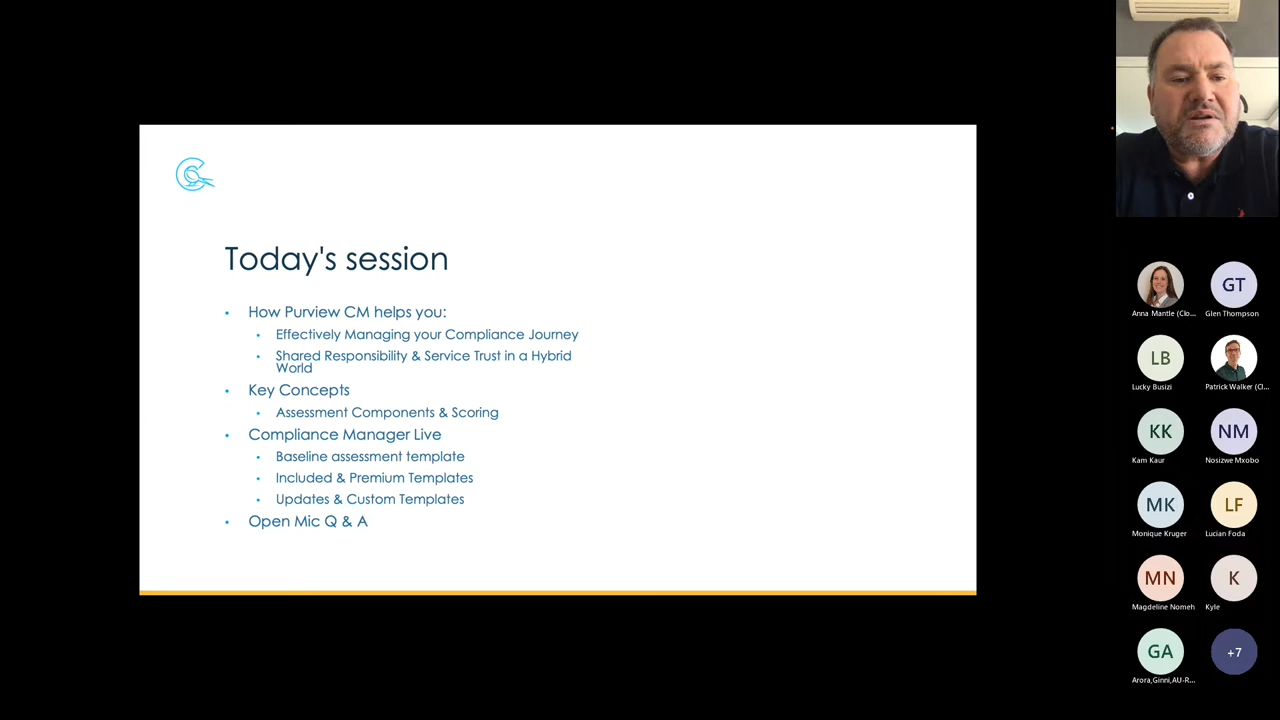 Today's session
• How Purview CM helps you:
• Effectively Managing your Compliance Journey
• Shared Responsibility & Service Trust in a Hybrid
World
• Key Concepts
• Assessment Components & Scoring
• Compliance Manager Live
• Baseline assessment template
• Included & Premium Templates
• Updates & Custom Templates
• Open Mic Q & A
Anna Mantle (Clo...
GT
Glen Thompson
LB
Lucky Busizi
Patrick Walker (Cl...
KK
Kam Kaur
NM
Nosizwe Mxobo
MK
Monique Kruger
LF
Lucian Foda
MN
Magdeline Nomeh
K
Kyle
GA
Arora,Ginni,AU-R...
+7